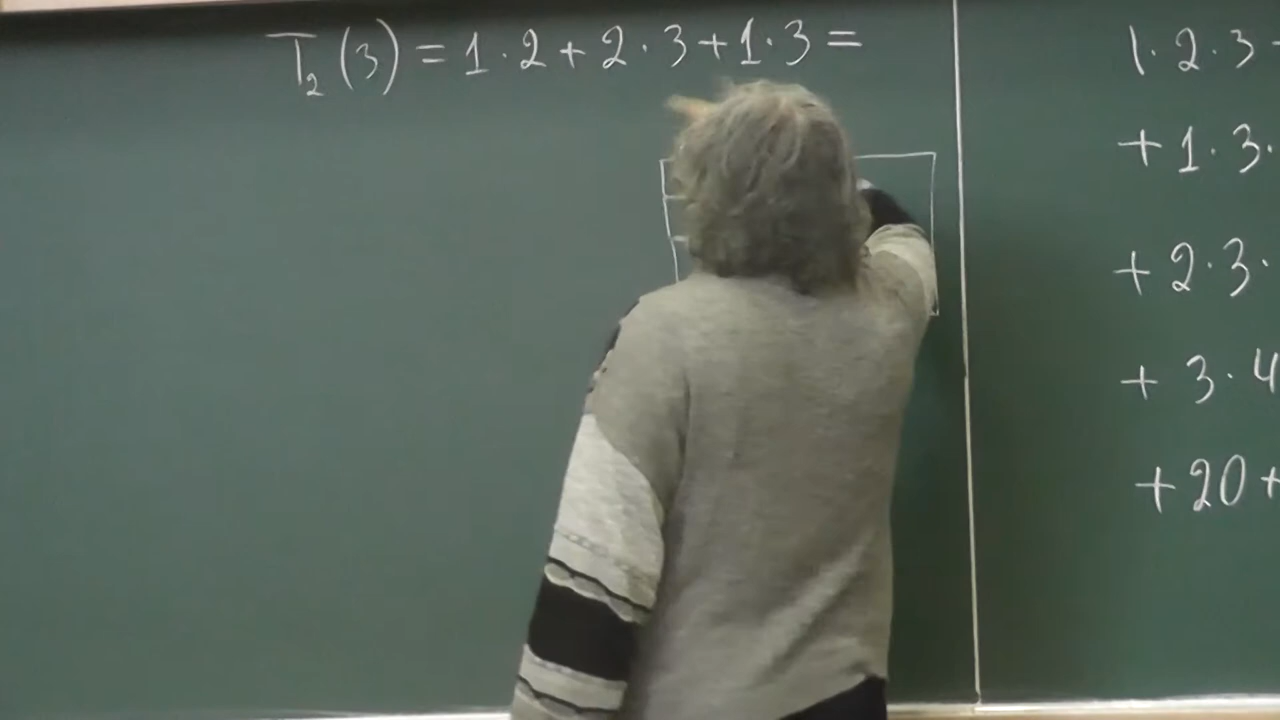 T₂(3) = 1·2 + 2·3 + 1·3 =
1·2·3
+ 1·3·
+ 2·3·
+ 3·4
+ 20 +